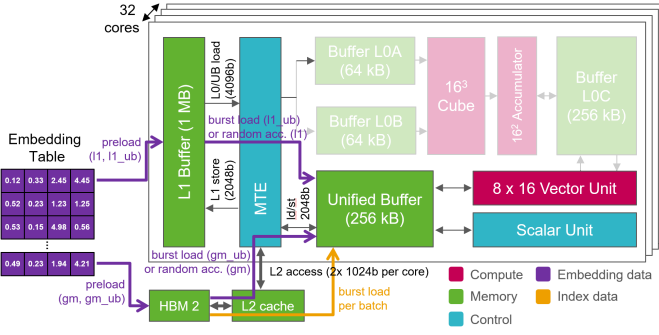 32
cores
L0/UB load
(4096b)
Buffer L0A
(64 kB)
Buffer L0B
(64 kB)
16³
Cube
16² Accumulator
Buffer
L0C
(256 kB)
L1 Buffer (1 MB)
MTE
burst load (l1_ub)
or random acc. (l1)
preload
(l1, l1_ub)
Embedding
Table
0.12 0.33 2.45 4.45
0.52 0.23 1.23 1.25
0.53 0.15 4.98 0.56
0.49 0.23 1.94 4.21
L1 store
(2048b)
ld/st
2048b
Unified Buffer
(256 kB)
8 x 16 Vector Unit
Scalar Unit
burst load (gm_ub)
or random acc. (gm)
L2 access (2x 1024b per core)
preload
(gm, gm_ub)
HBM 2
L2 cache
burst load
per batch
Compute
Memory
Control
Embedding data
Index data